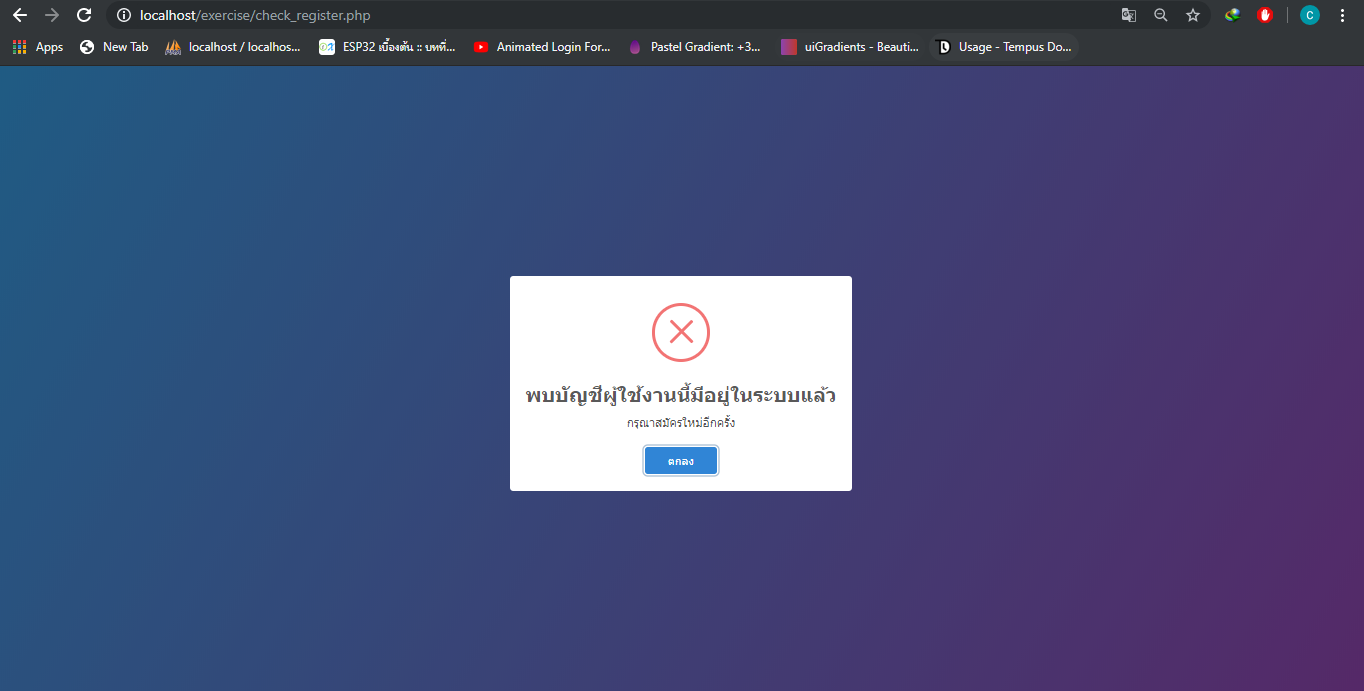 localhost/exercise/check_register.php
C
Apps
New Tab
localhost / localhos...
ESP32 เบื้องต้น :: บทที่...
Animated Login For...
Pastel Gradient: +3...
uiGradients - Beauti...
Usage - Tempus Do...
พบบัญชีผู้ใช้งานนี้มีอยู่ในระบบแล้ว
กรุณาสมัครใหม่อีกครั้ง
ตกลง